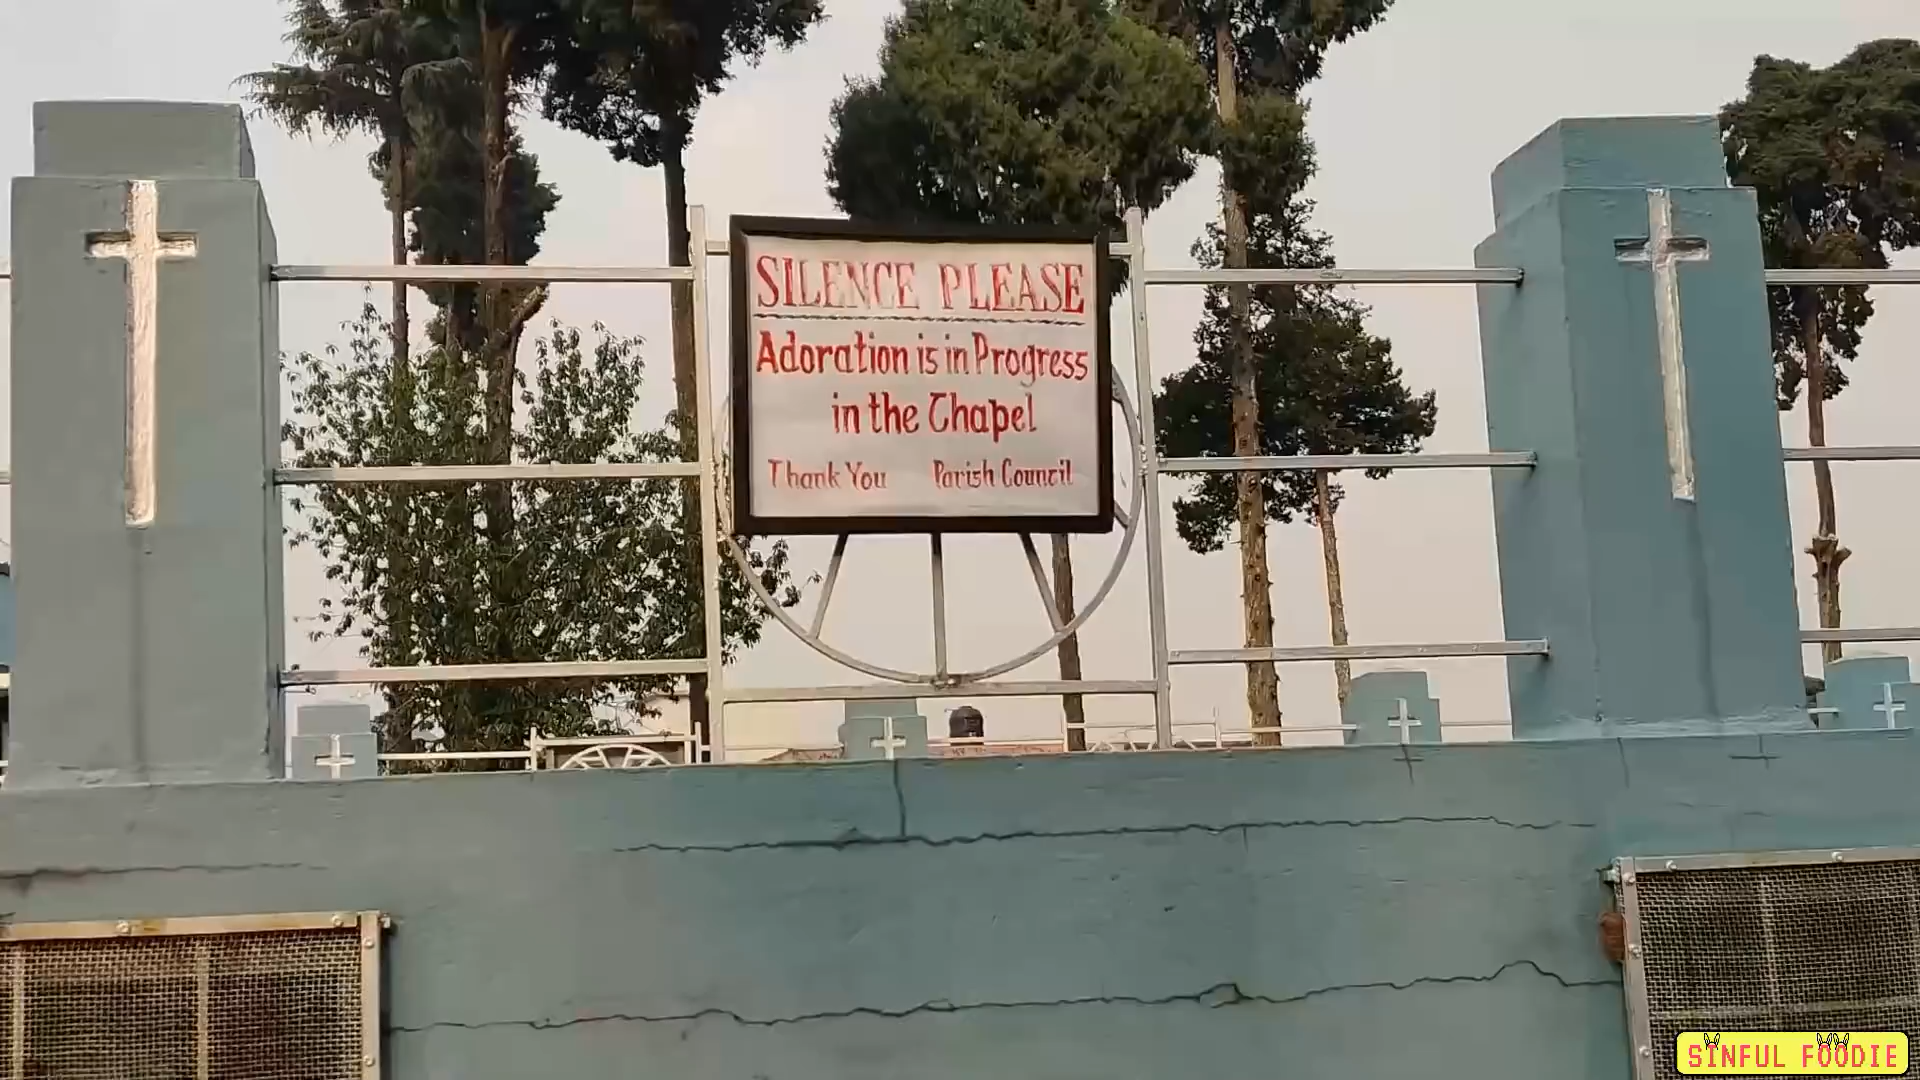 SILENCE PLEASE
Adoration is in Progress
in the Chapel
Thank You Parish Council
SINFUL FOODIE